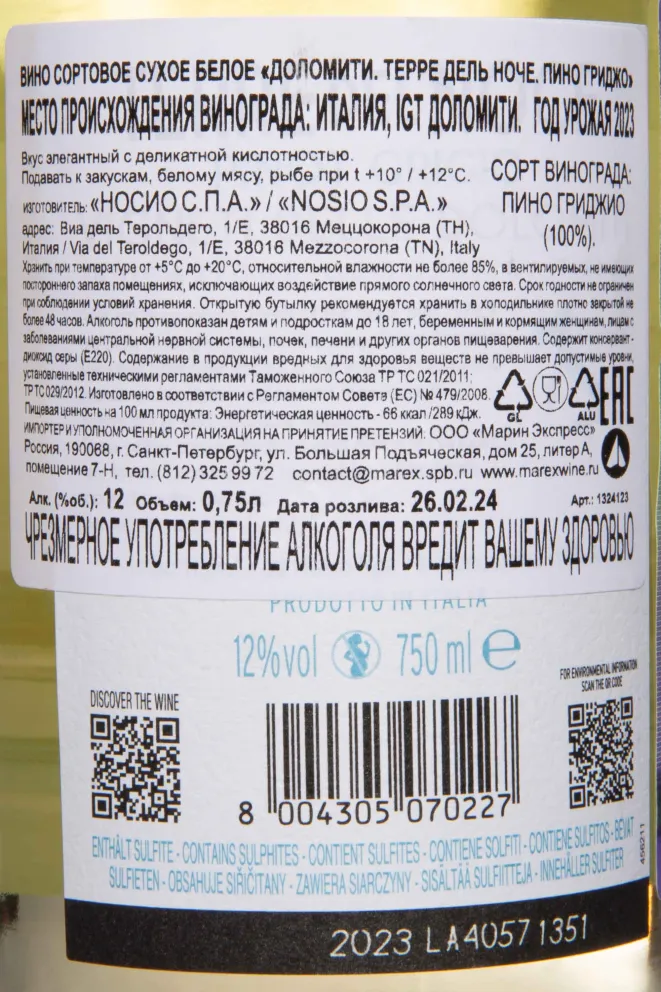 ВИНО СОРТОВОЕ СУХОЕ БЕЛОЕ «ДОЛОМИТИ. ТЕРРЕ ДЕЛЬ НОЧЕ. ПИНО ГРИДЖО»
МЕСТО ПРОИСХОЖДЕНИЯ ВИНОГРАДА: ИТАЛИЯ, IGT ДОЛОМИТИ. ГОД УРОЖАЯ 2023
Вкус элегантный с деликатной кислотностью.
Подавать к закускам, белому мясу, рыбе при t +10° / +12°C.
СОРТ ВИНОГРАДА:
ПИНО ГРИДЖИО
(100%).
ИЗГОТОВИТЕЛЬ: «НОСИО С.П.А.» / «NOSIO S.P.A.»
адрес: Виа дель Терольдего, 1/Е, 38016 Меццокорона (ТН),
Италия / Via del Teroldego, 1/E, 38016 Mezzocorona (TN), Italy
Хранить при температуре от +5°С до +20°С, относительной влажности не более 85%, в вентилируемых, не имеющих
постороннего запаха помещениях, исключающих воздействие прямого солнечного света. Срок годности не ограничен
при соблюдении условий хранения. Открытую бутылку рекомендуется хранить в холодильнике плотно закрытой не
более 48 часов. Алкоголь противопоказан детям и подросткам до 18 лет, беременным и кормящим женщинам, лицам с
заболеваниями центральной нервной системы, почек, печени и других органов пищеварения. Содержит консервант-
диоксид серы (Е220). Содержание в продукции вредных для здоровья веществ не превышает допустимые уровни,
установленные техническими регламентами Таможенного Союза ТР ТС 021/2011;
ТР ТС 029/2012. Изготовлено в соответствии с Регламентом Совета (ЕС) № 479/2008.
Пищевая ценность на 100 мл продукта: Энергетическая ценность - 66 ккал /289 кДж.
GL
ALU
EAC
ИМПОРТЕР И УПОЛНОМОЧЕННАЯ ОРГАНИЗАЦИЯ НА ПРИНЯТИЕ ПРЕТЕНЗИЙ: ООО «Марин Экспресс»
Россия, 190068, г. Санкт-Петербург, ул. Большая Подъяческая, дом 25, литер А,
помещение 7-Н, тел. (812) 325 99 72 contact@marex.spb.ru www.marexwine.ru
Алк. (%об.): 12 Объем: 0,75Л Дата розлива: 26.02.24 Арт.: 1324123
ЧРЕЗМЕРНОЕ УПОТРЕБЛЕНИЕ АЛКОГОЛЯ ВРЕДИТ ВАШЕМУ ЗДОРОВЬЮ
PRODOTTO IN ITALIA
12%vol 750 ml e
DISCOVER THE WINE
FOR ENVIRONMENTAL INFORMATION
SCAN THE QR CODE
8 004305 070227
456211
ENTHÄLT SULFITE - CONTAINS SULPHITES - CONTIENT SULFITES - CONTIENE SOLFITI - CONTIENE SULFITOS - BEVAT
SULFIETEN - OBSAHUJE SIŘIČITANY - ZAWIERA SIARCZYNY - SISÄLTÄÄ SULFIITTEJA - INNEHÅLLER SULFITER
2023 LA4057 1351